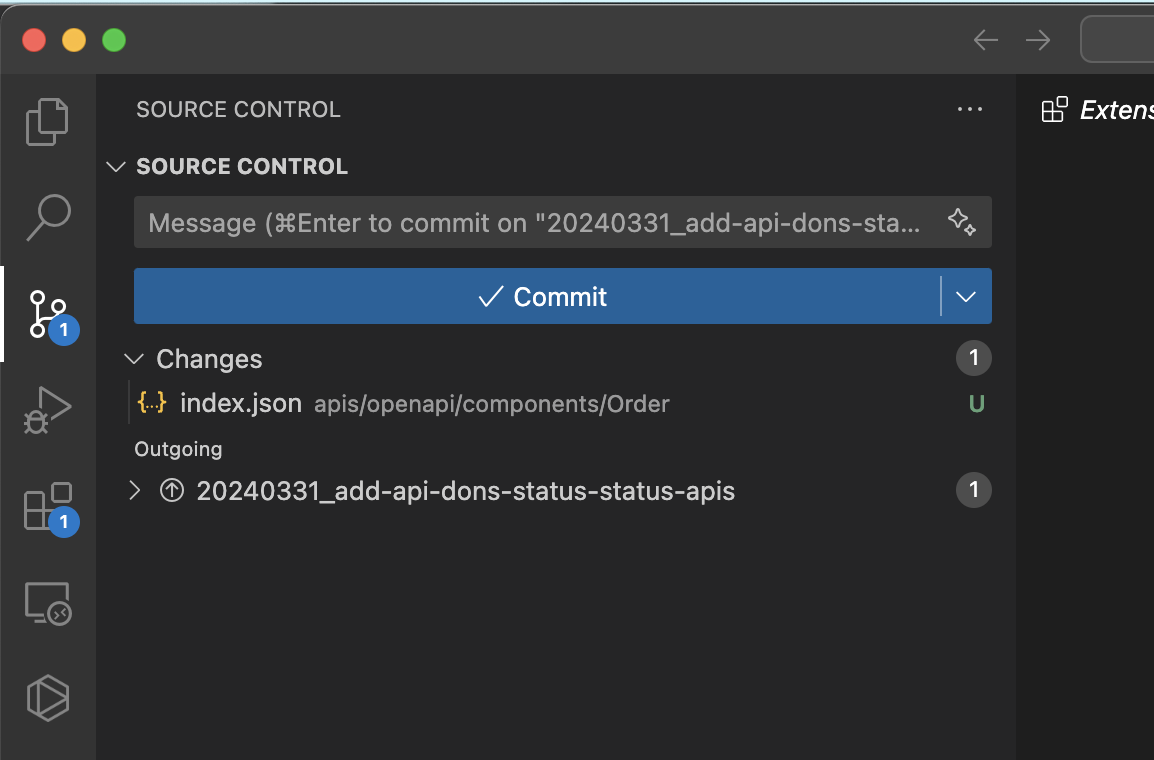 SOURCE CONTROL
Extens
SOURCE CONTROL
Message (⌘Enter to commit on "20240331_add-api-dons-sta...
Commit
1
Changes 1
{...} index.json apis/openapi/components/Order U
Outgoing
20240331_add-api-dons-status-status-apis 1
1